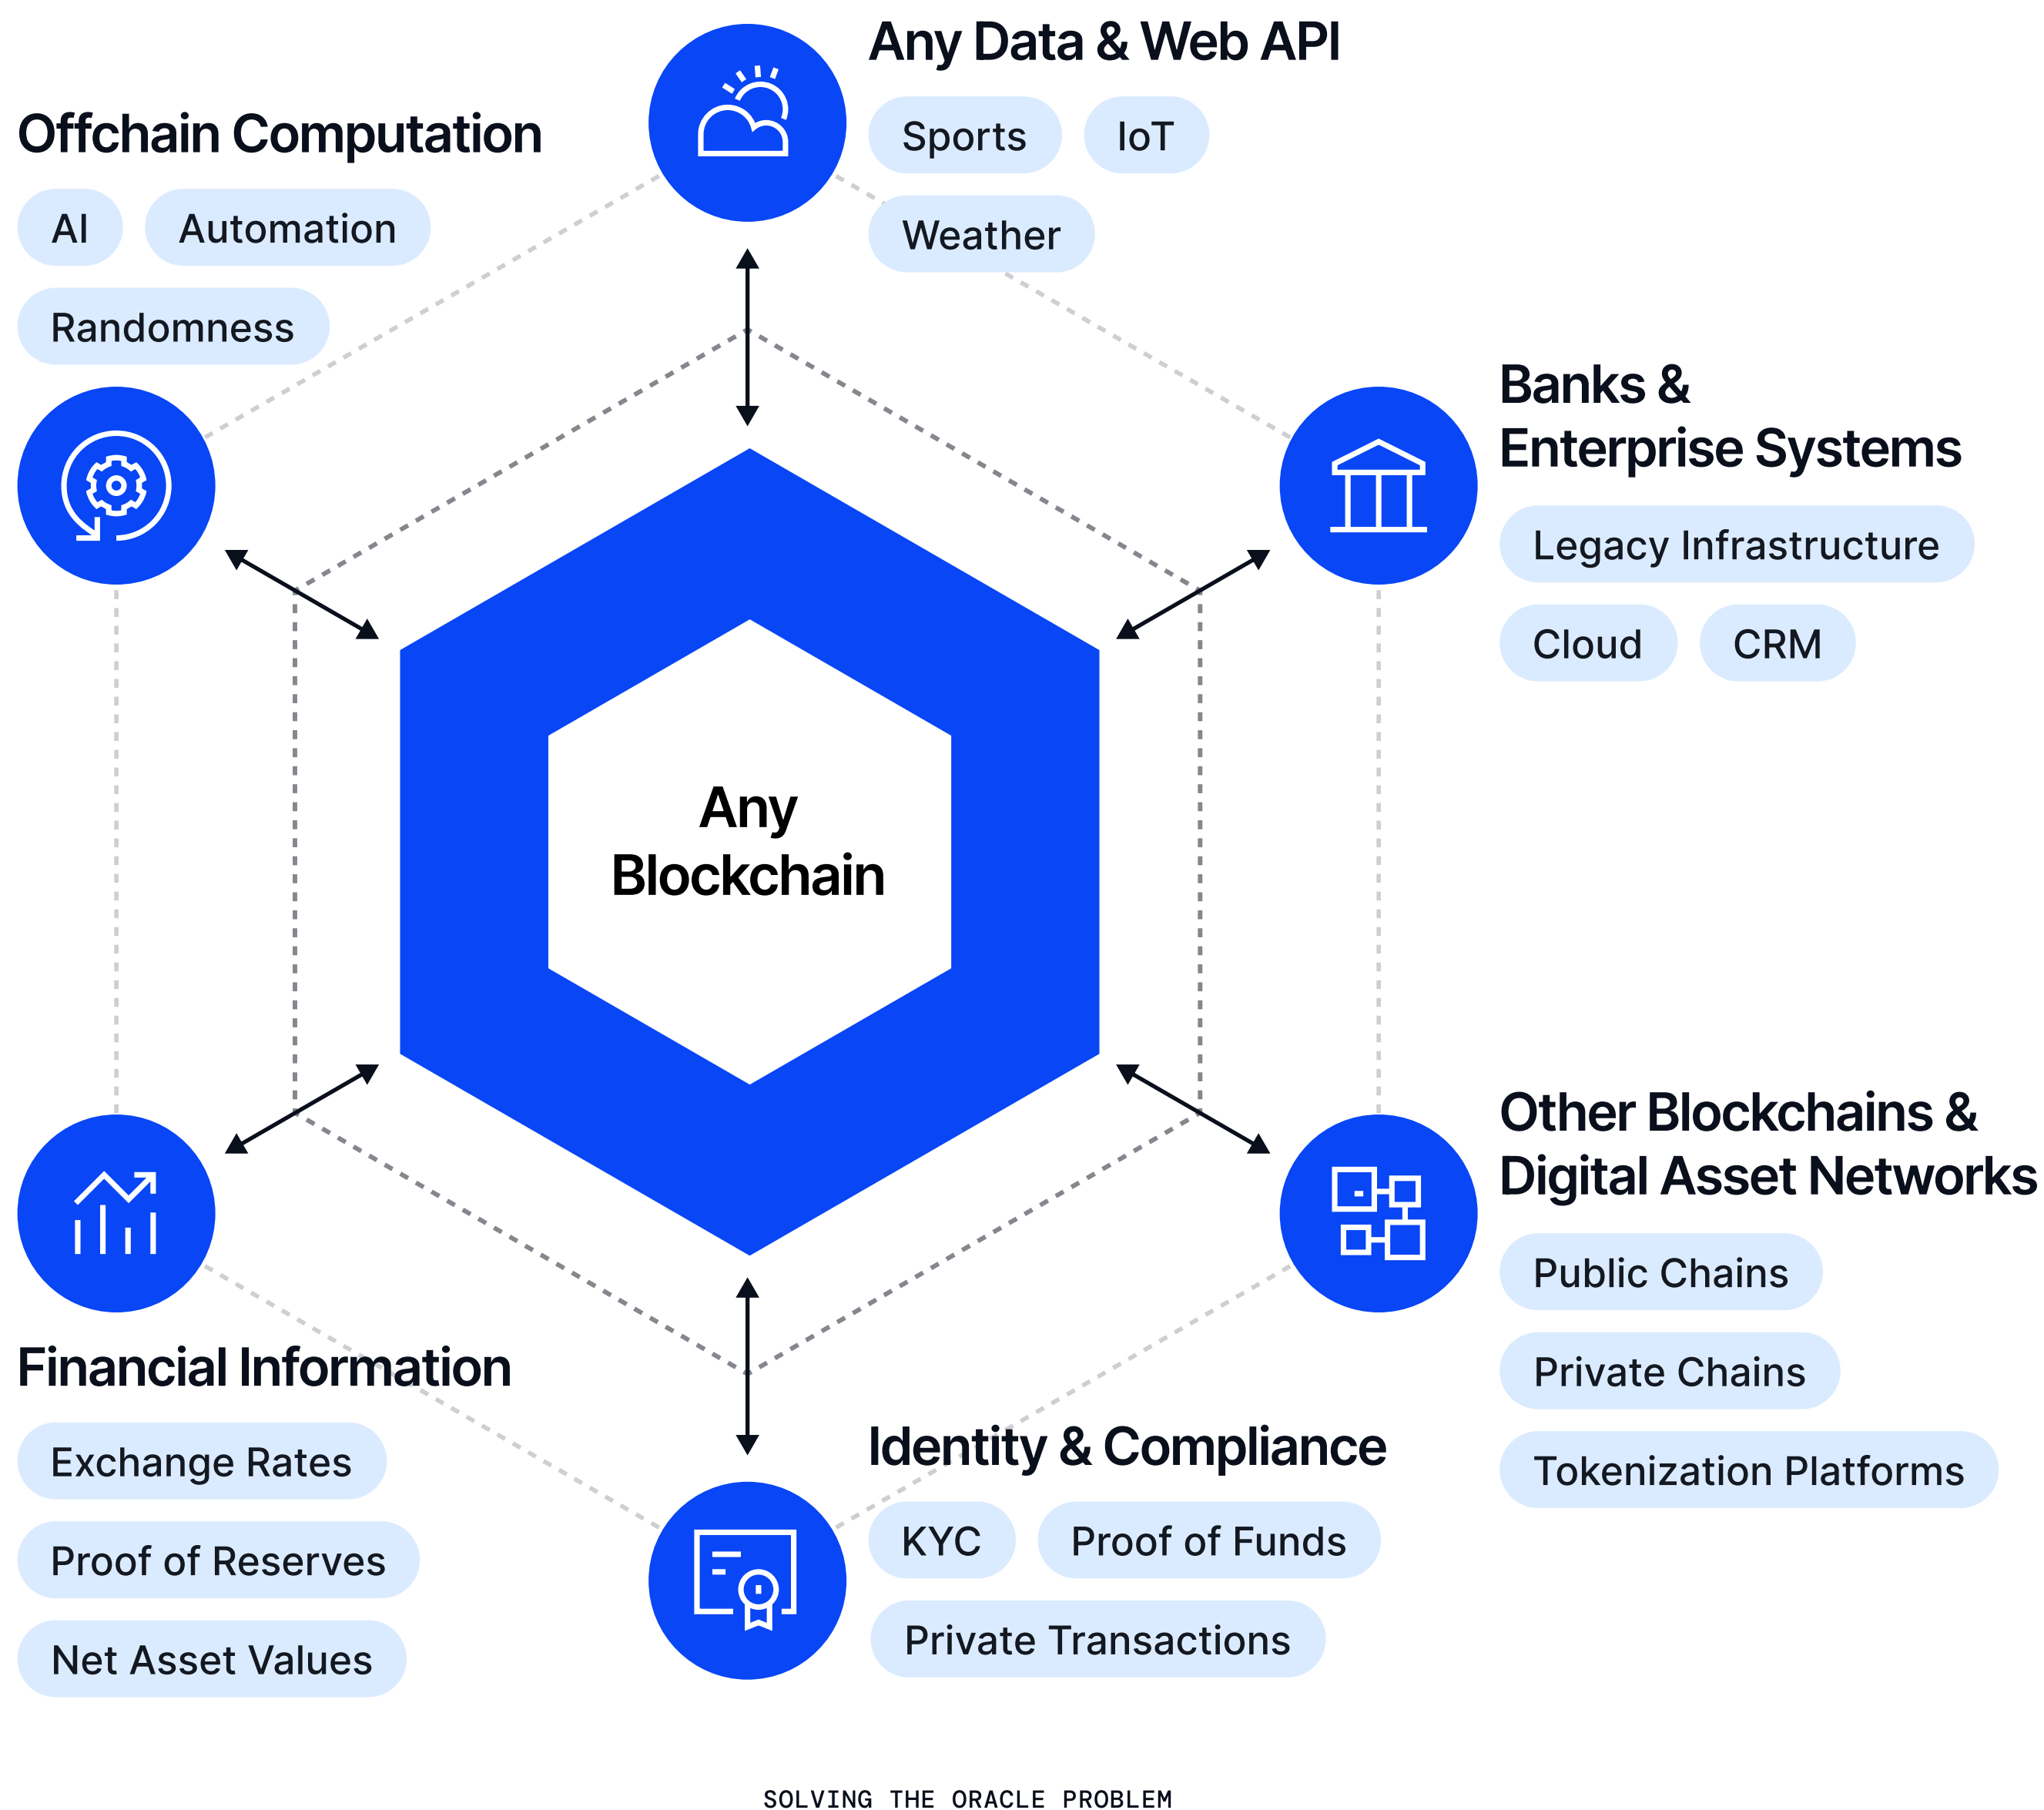 Any Data & Web API
Sports
IoT
Weather
Offchain Computation
AI
Automation
Randomness
Banks &
Enterprise Systems
Legacy Infrastructure
Cloud
CRM
Any
Blockchain
Other Blockchains &
Digital Asset Networks
Public Chains
Private Chains
Tokenization Platforms
Financial Information
Exchange Rates
Proof of Reserves
Net Asset Values
Identity & Compliance
KYC
Proof of Funds
Private Transactions
SOLVING THE ORACLE PROBLEM